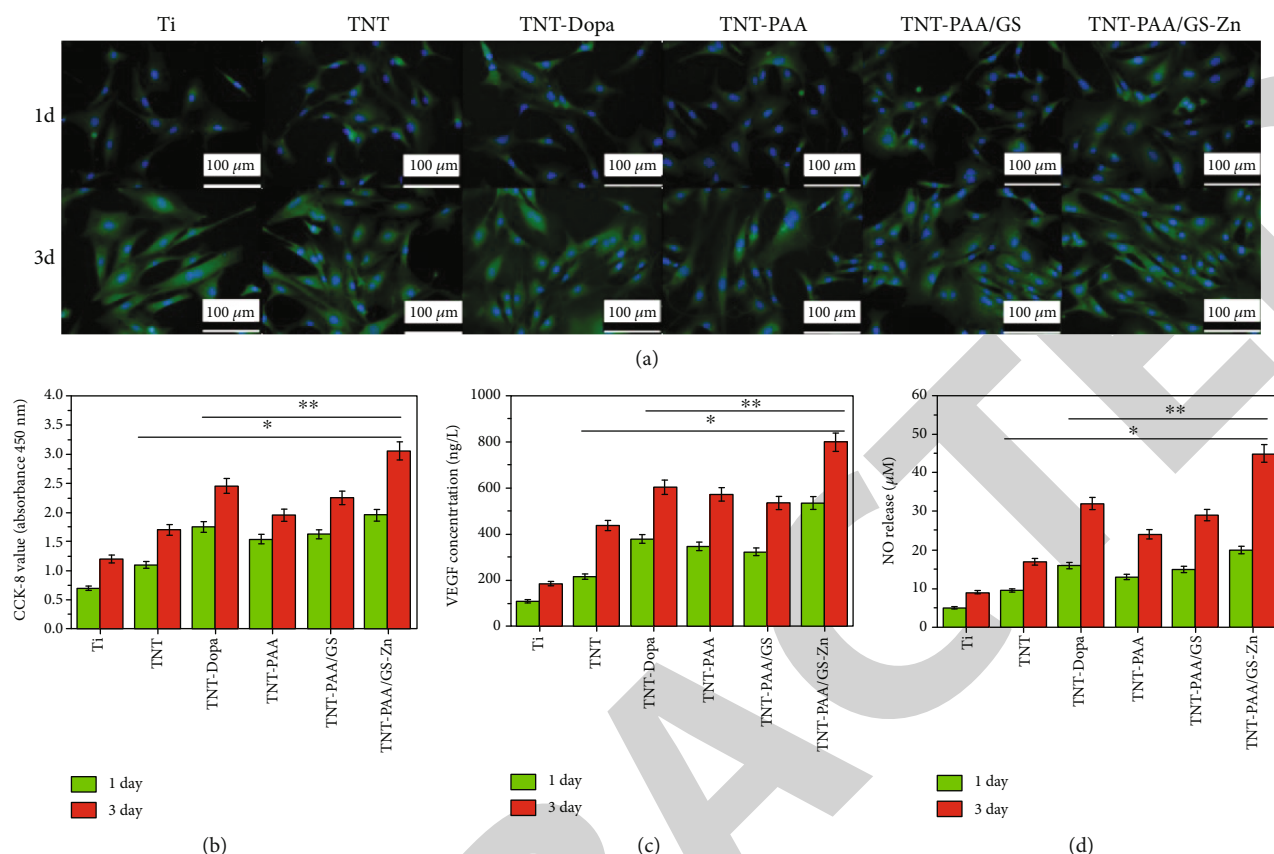 Ti TNT TNT-Dopa TNT-PAA TNT-PAA/GS TNT-PAA/GS-Zn
1d
100 μm 100 μm 100 μm 100 μm 100 μm 100 μm
3d
100 μm 100 μm 100 μm 100 μm 100 μm 100 μm
(a)
CCK-8 value (absorbance 450 nm)
4.0
3.5
3.0
2.5
2.0
1.5
1.0
0.5
0.0
**
*
Ti
TNT
TNT-Dopa
TNT-PAA
TNT-PAA/GS
TNT-PAA/GS-Zn
1 day
3 day
(b)
VEGF concentrtation (ng/L)
1000
800
600
400
200
0
**
*
Ti
TNT
TNT-Dopa
TNT-PAA
TNT-PAA/GS
TNT-PAA/GS-Zn
1 day
3 day
(c)
NO release (μM)
60
50
40
30
20
10
0
**
*
Ti
TNT
TNT-Dopa
TNT-PAA
TNT-PAA/GS
TNT-PAA/GS-Zn
1 day
3 day
(d)